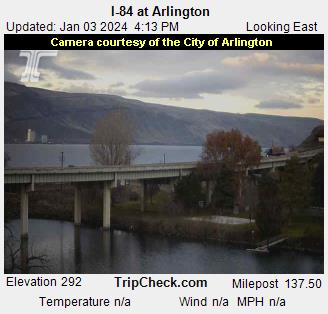 I-84 at Arlington
Updated: Jan 03 2024 4:13 PM Looking East
Camera courtesy of the City of Arlington
Elevation 292 TripCheck.com Milepost 137.50
Temperature n/a Wind n/a MPH n/a